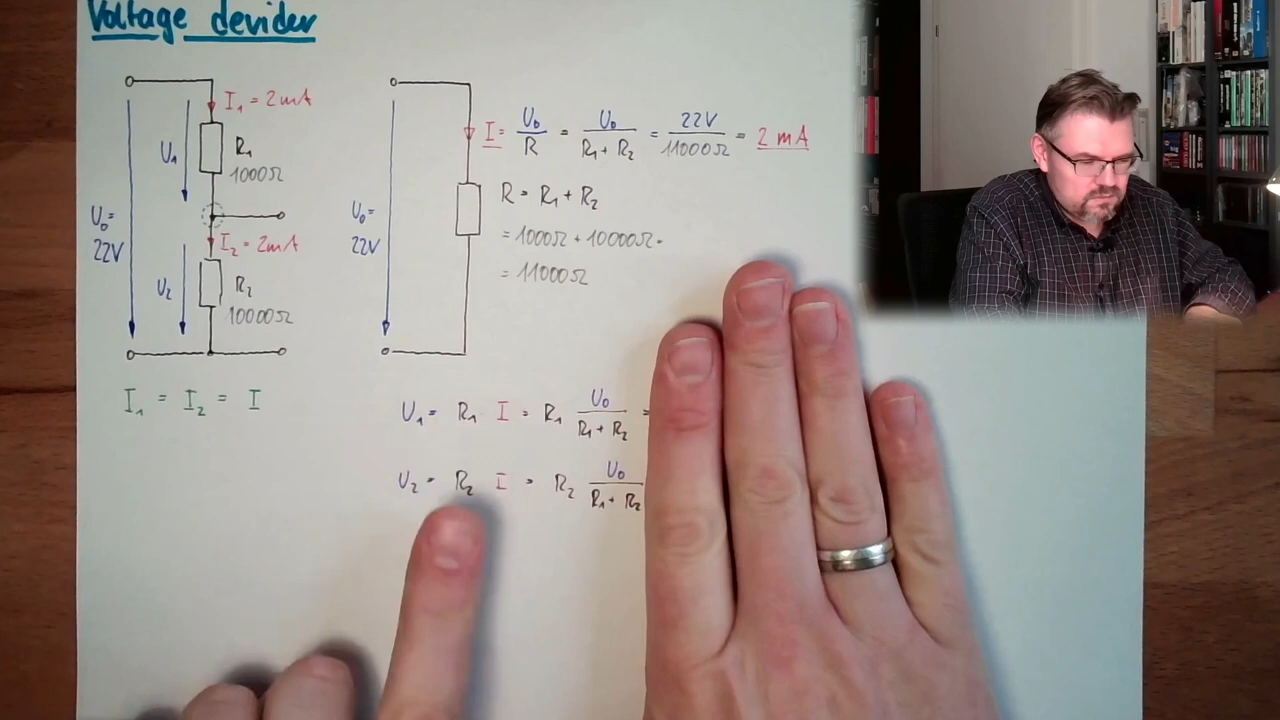 Voltage devider
I₁ = 2mA
R₁
1000Ω
U₁
U₀=
22V
I₂ = 2mA
U₂
R₂
10000Ω
I₁ = I₂ = I
U₀=
22V
I = U₀/R = U₀/(R₁ + R₂) = 22V/11000Ω = 2 mA
R = R₁ + R₂
= 1000Ω + 10000Ω
= 11000Ω
U₁ = R₁ I = R₁ U₀/(R₁ + R₂) =
U₂ = R₂ I = R₂ U₀/(R₁ + R₂)